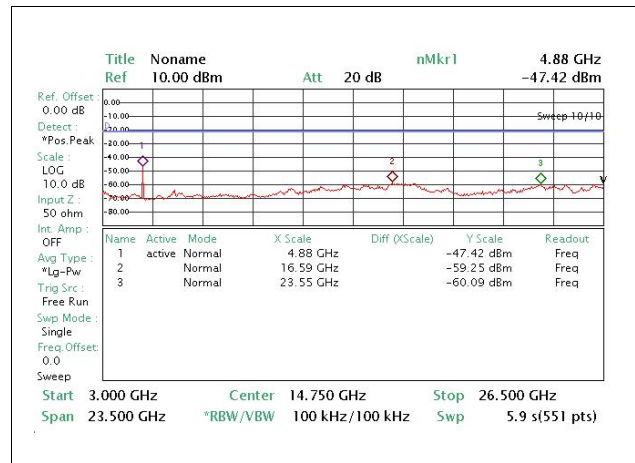 Title Noname nMkr1 4.88 GHz
Ref 10.00 dBm Att 20 dB -47.42 dBm
Ref. Offset :
0.00 dB
Detect :
*Pos.Peak
Scale :
LOG
10.0 dB
Input Z :
50 ohm
Int. Amp :
OFF
Avg Type :
*Lg-Pw
Trig Src :
Free Run
Swp Mode :
Single
Freq.Offset:
0.0
Sweep
0.00
-10.00
Sweep 10/10
-20.00
-30.00
-40.00
-50.00
-60.00
-70.00
-80.00
1
2
3
Name Active Mode X Scale Diff (XScale) Y Scale Readout
1 active Normal 4.88 GHz -47.42 dBm Freq
2 Normal 16.59 GHz -59.25 dBm Freq
3 Normal 23.55 GHz -60.09 dBm Freq
Start 3.000 GHz Center 14.750 GHz Stop 26.500 GHz
Span 23.500 GHz *RBW/VBW 100 kHz/100 kHz Swp 5.9 s(551 pts)